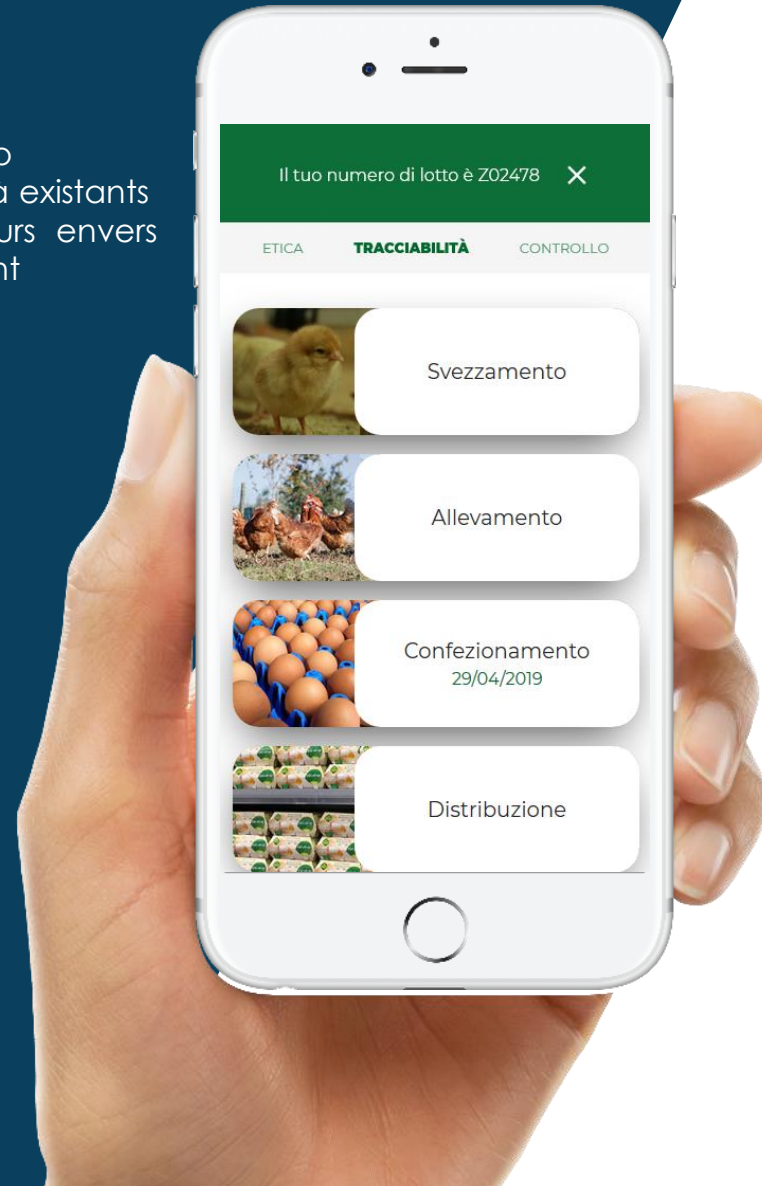 existants
envers
Il tuo numero di lotto è Z02478
ETICA TRACCIABILITÀ CONTROLLO
Svezzamento
Allevamento
Confezionamento
29/04/2019
Distribuzione